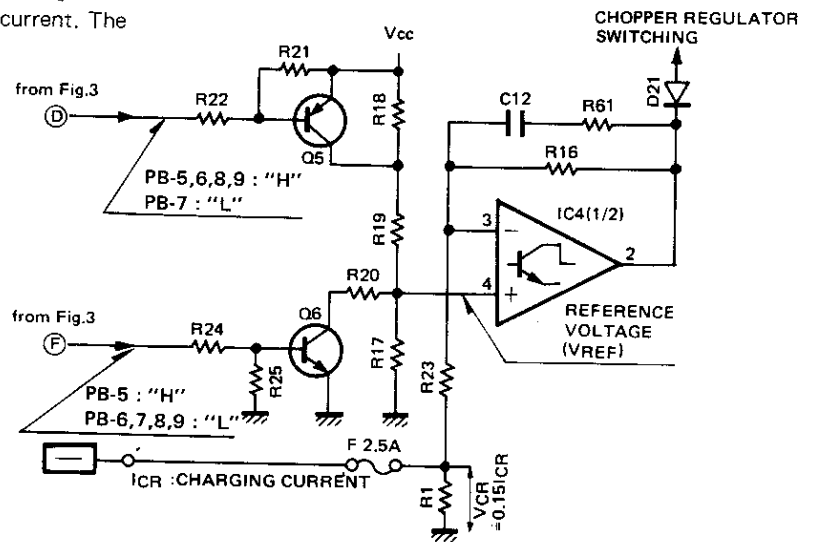 current. The
CHOPPER REGULATOR
SWITCHING
Vcc
R21
from Fig.3
D
R22
R18
Q5
C12
R61
D21
R16
PB-5,6,8,9 : "H"
PB-7 : "L"
R19
IC4(1/2)
3
−
2
4
+
R20
REFERENCE
VOLTAGE
(VREF)
from Fig.3
F
R24
Q6
R25
R17
R23
PB-5 : "H"
PB-6,7,8,9 : "L"
F 2.5A
−
ICR :CHARGING CURRENT
R1
VCR
=0.15ICR